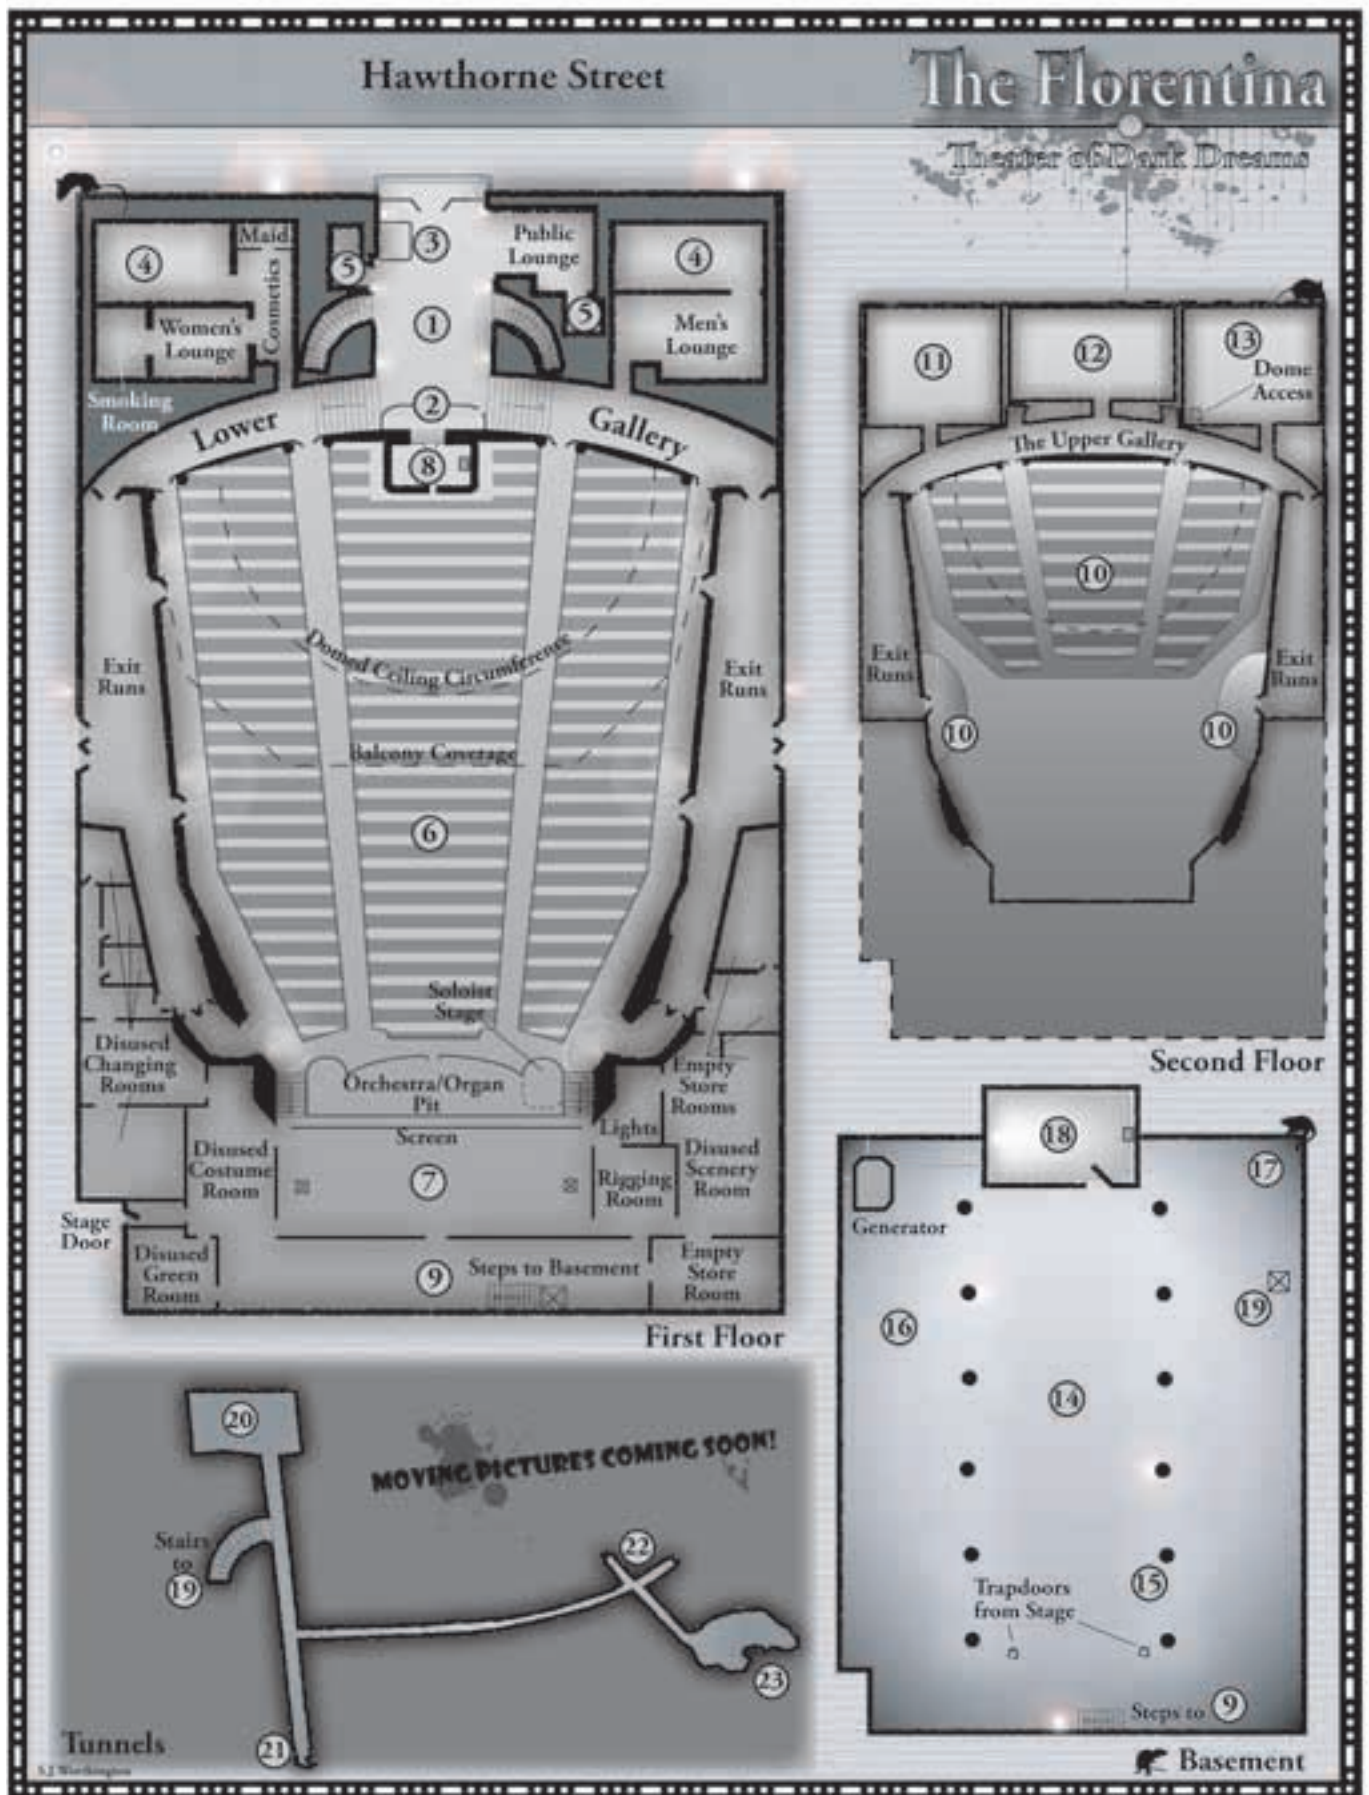 Hawthorne Street
The Florentina
Theater of Dark Dreams
4
Maid
Cosmetics
Women's
Lounge
Smoking
Room
5
3
1
2
Public
Lounge
5
4
Men's
Lounge
Lower
Gallery
8
Exit
Runs
Domed Ceiling Circumference
Balcony Coverage
6
Exit
Runs
Soloist
Stage
Disused
Changing
Rooms
Orchestra/Organ
Pit
Screen
Empty
Store
Rooms
Lights
Disused
Costume
Room
7
Rigging
Room
Disused
Scenery
Room
Stage
Door
Disused
Green
Room
9
Steps to Basement
Empty
Store
Room
First Floor
11
12
13
Dome
Access
The Upper Gallery
10
Exit
Runs
Exit
Runs
10
10
Second Floor
18
17
Generator
19
16
14
15
Trapdoors
from Stage
Steps to 9
Basement
20
MOVING PICTURES COMING SOON!
Stairs
to
19
22
23
21
Tunnels
S.J. Worthington